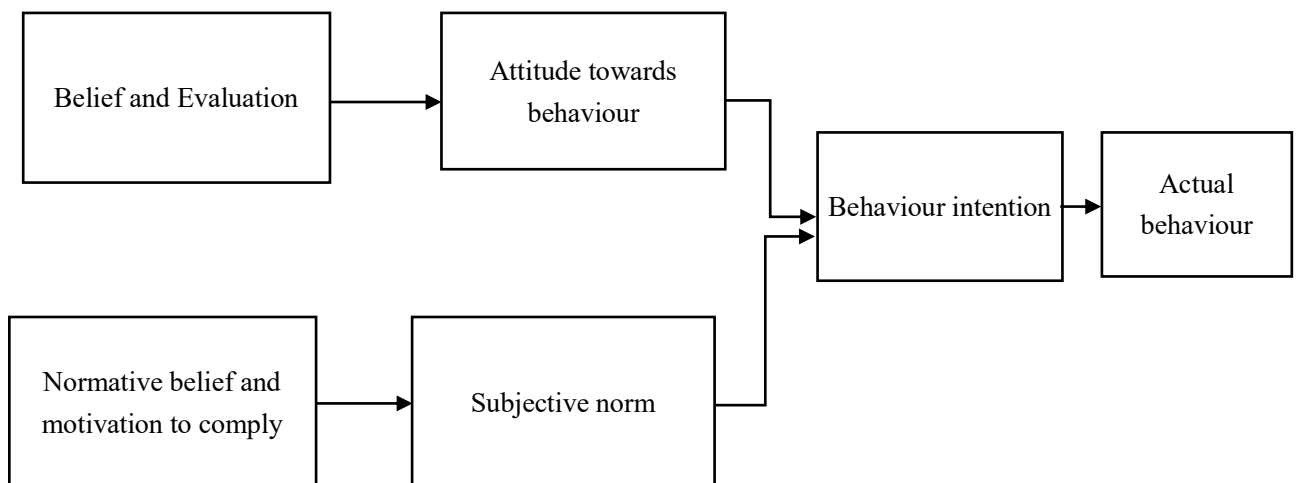 Belief and Evaluation
Attitude towards
behaviour
Behaviour intention
Actual
behaviour
Normative belief and
motivation to comply
Subjective norm